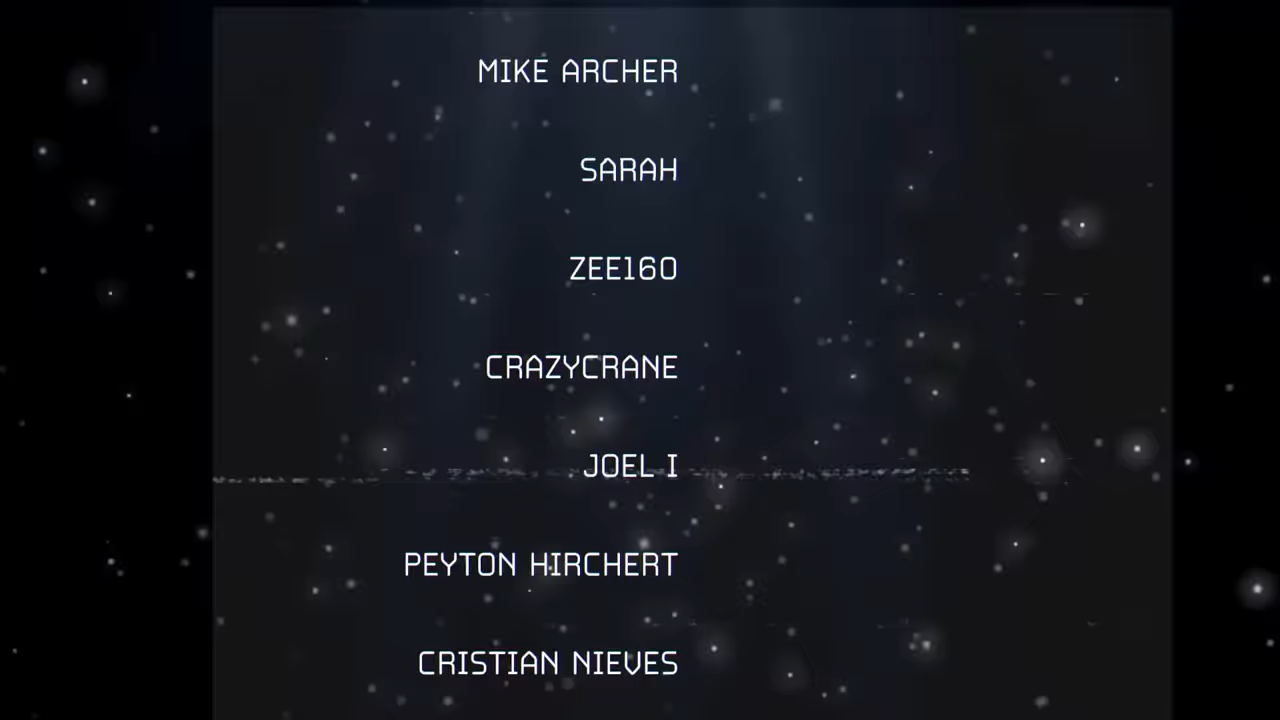 MIKE ARCHER
SARAH
ZEE160
CRAZYCRANE
JOEL I
PEYTON HIRCHERT
CRISTIAN NIEVES